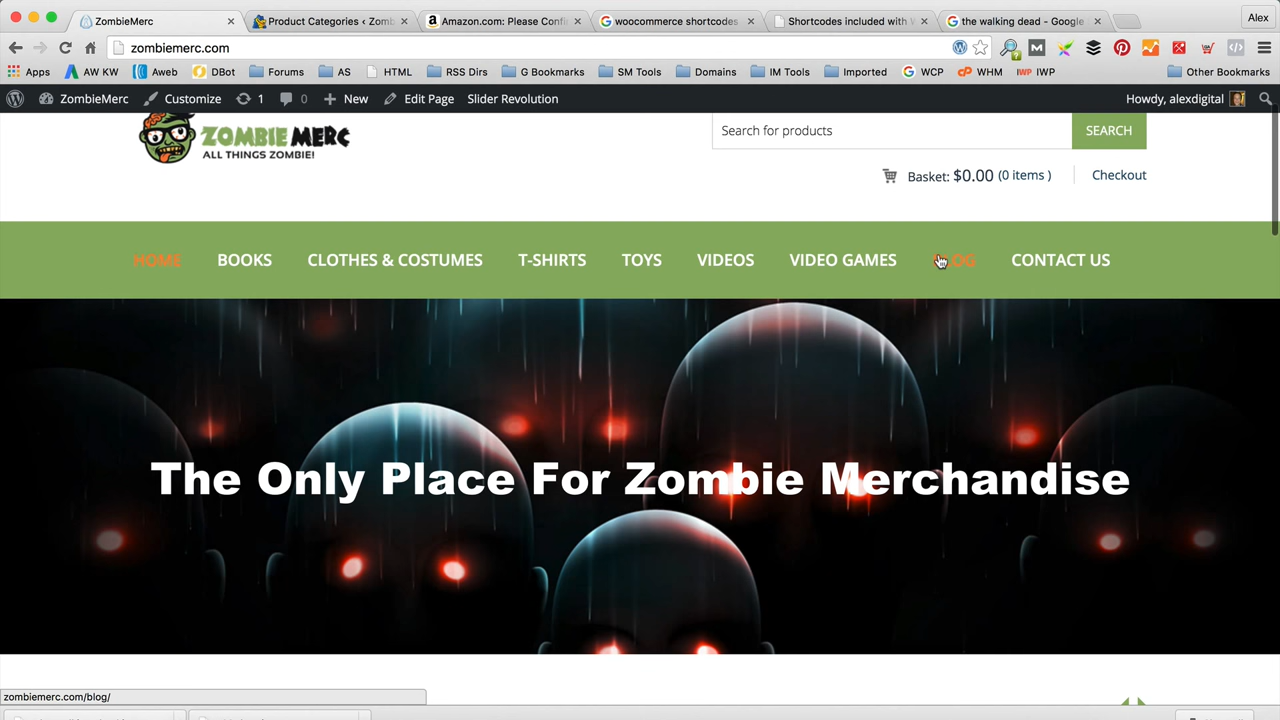 ZombieMerc
Product Categories ‹ Zomb
Amazon.com: Please Confi
woocommerce shortcodes
Shortcodes included with
the walking dead - Google
Alex
zombiemerc.com
Apps
AW KW
Aweb
DBot
Forums
AS
HTML
RSS Dirs
G Bookmarks
SM Tools
Domains
IM Tools
Imported
WCP
WHM
IWP
Other Bookmarks
ZombieMerc
Customize
1
0
New
Edit Page
Slider Revolution
Howdy, alexdigital
ZOMBIE MERC
ALL THINGS ZOMBIE!
Search for products
SEARCH
Basket: $0.00 (0 items )
Checkout
HOME
BOOKS
CLOTHES & COSTUMES
T-SHIRTS
TOYS
VIDEOS
VIDEO GAMES
BLOG
CONTACT US
The Only Place For Zombie Merchandise
zombiemerc.com/blog/